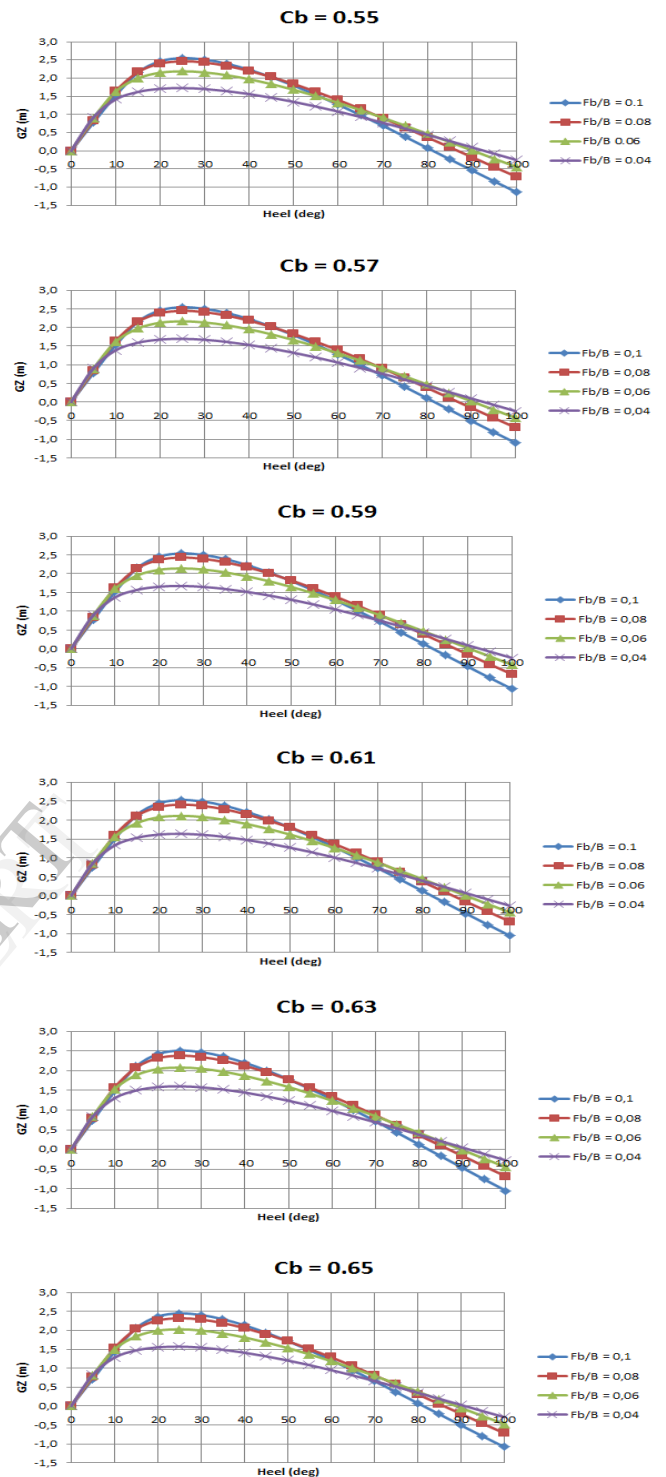 Cb = 0.55
GZ (m)
3,0
2,5
2,0
1,5
1,0
0,5
0,0
-0,5
-1,0
-1,5
0 10 20 30 40 50 60 70 80 90 100
Heel (deg)
Fb/B = 0.1
Fb/B = 0.08
Fb/B 0.06
Fb/B = 0.04
Cb = 0.57
GZ (m)
3,0
2,5
2,0
1,5
1,0
0,5
0,0
-0,5
-1,0
-1,5
0 10 20 30 40 50 60 70 80 90 100
Heel (deg)
Fb/B = 0,1
Fb/B = 0,08
Fb/B = 0,06
Fb/B = 0,04
Cb = 0.59
GZ (m)
3,0
2,5
2,0
1,5
1,0
0,5
0,0
-0,5
-1,0
-1,5
0 10 20 30 40 50 60 70 80 90 100
Heel (deg)
Fb/B = 0,1
Fb/B = 0,08
Fb/B = 0,06
Fb/B = 0,04
Cb = 0.61
GZ (m)
3,0
2,5
2,0
1,5
1,0
0,5
0,0
-0,5
-1,0
-1,5
0 10 20 30 40 50 60 70 80 90 100
Heel (deg)
Fb/B = 0.1
Fb/B = 0.08
Fb/B = 0.06
Fb/B = 0.04
Cb = 0.63
GZ (m)
3,0
2,5
2,0
1,5
1,0
0,5
0,0
-0,5
-1,0
-1,5
0 10 20 30 40 50 60 70 80 90 100
Heel (deg)
Fb/B = 0,1
Fb/B = 0,08
Fb/B = 0,06
Fb/B = 0,04
Cb = 0.65
GZ (m)
3,0
2,5
2,0
1,5
1,0
0,5
0,0
-0,5
-1,0
-1,5
0 10 20 30 40 50 60 70 80 90 100
Heel (deg)
Fb/B = 0,1
Fb/B = 0,08
Fb/B = 0,06
Fb/B = 0,04